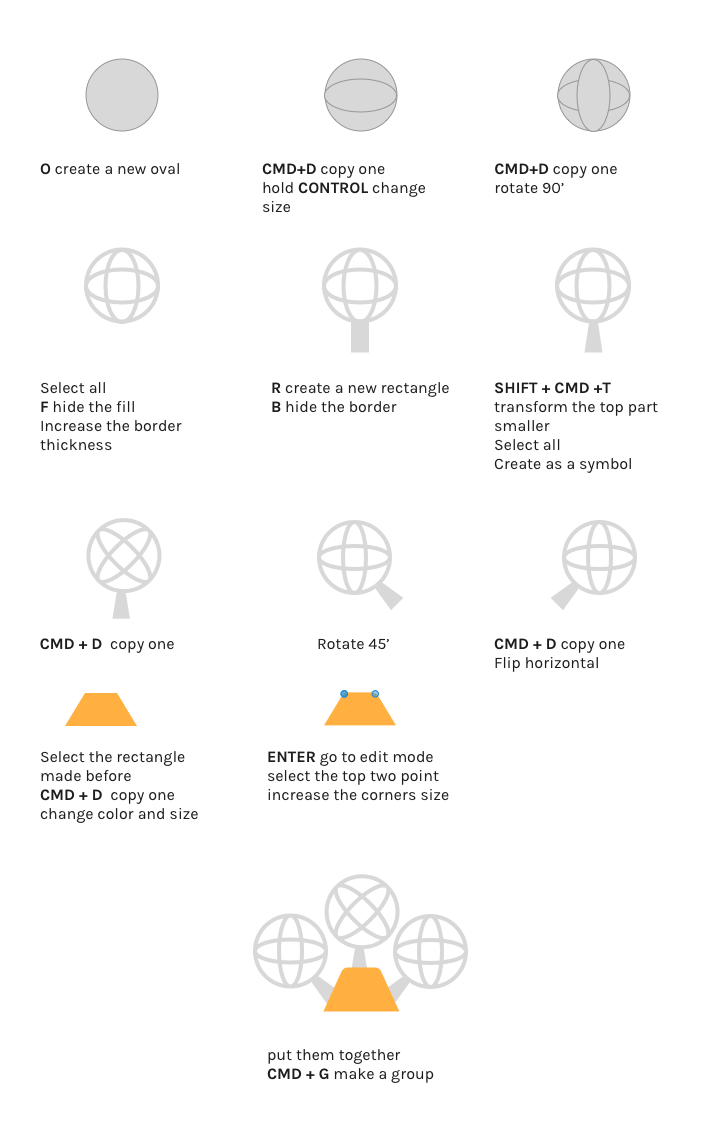 O create a new oval
CMD+D copy one
hold CONTROL change
size
CMD+D copy one
rotate 90’
Select all
F hide the fill
Increase the border
thickness
R create a new rectangle
B hide the border
SHIFT + CMD +T
transform the top part
smaller
Select all
Create as a symbol
CMD + D  copy one
Rotate 45’
CMD + D copy one
Flip horizontal
Select the rectangle
made before
CMD + D  copy one
change color and size
ENTER go to edit mode
select the top two point
increase the corners size
put them together
CMD + G make a group